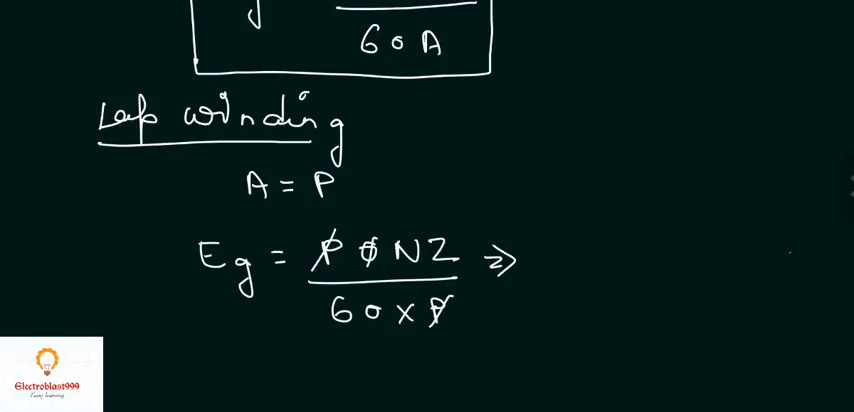 g
60A
Lap winding
A = P
Eg = PΦNZ / 60 x P ⇒
Electroblast999
Easy learning